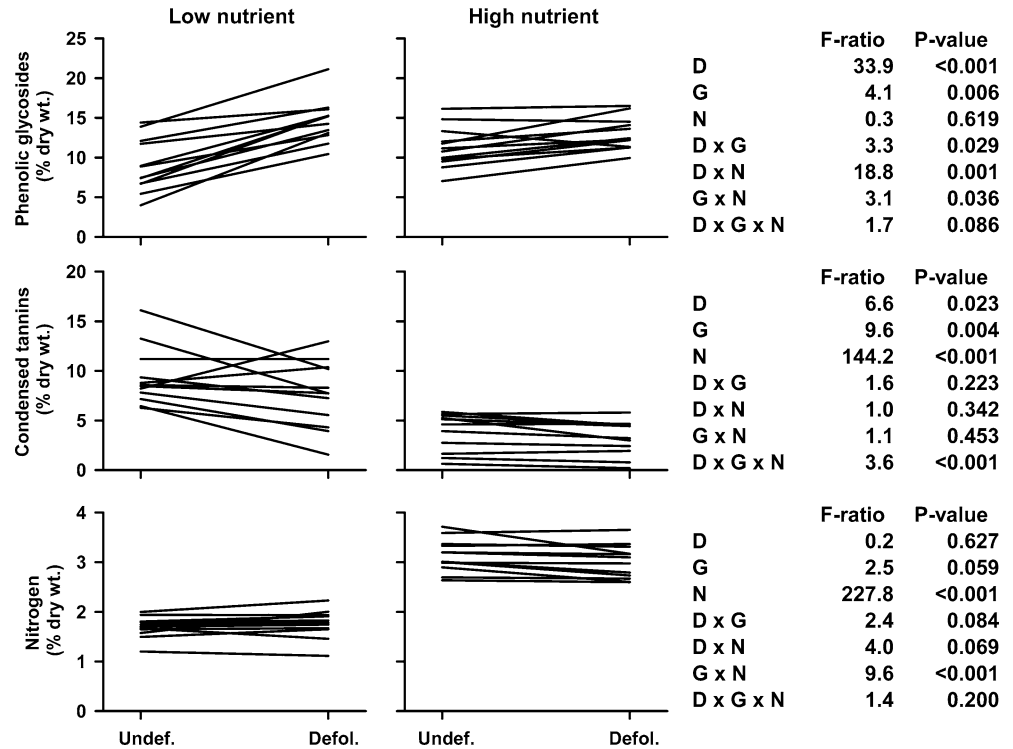 Low nutrient High nutrient
Phenolic glycosides
(% dry wt.)
25
20
15
10
5
0
F-ratio P-value
D 33.9 <0.001
G 4.1 0.006
N 0.3 0.619
D x G 3.3 0.029
D x N 18.8 0.001
G x N 3.1 0.036
D x G x N 1.7 0.086
Condensed tannins
(% dry wt.)
20
15
10
5
0
F-ratio P-value
D 6.6 0.023
G 9.6 0.004
N 144.2 <0.001
D x G 1.6 0.223
D x N 1.0 0.342
G x N 1.1 0.453
D x G x N 3.6 <0.001
Nitrogen
(% dry wt.)
4
3
2
1
0
F-ratio P-value
D 0.2 0.627
G 2.5 0.059
N 227.8 <0.001
D x G 2.4 0.084
D x N 4.0 0.069
G x N 9.6 <0.001
D x G x N 1.4 0.200
Undef. Defol. Undef. Defol.